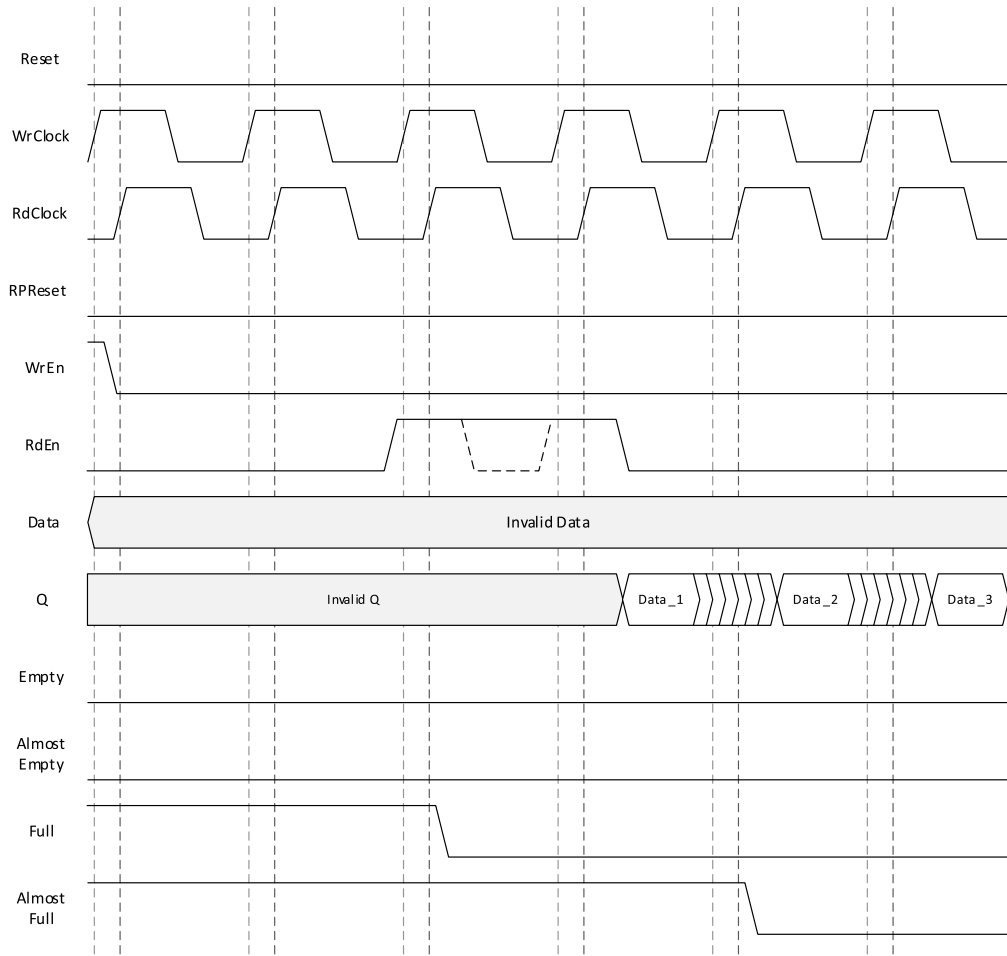 Reset
WrClock
RdClock
RPReset
WrEn
RdEn
Data
Invalid Data
Q
Invalid Q
Data_1
Data_2
Data_3
Empty
Almost
Empty
Full
Almost
Full